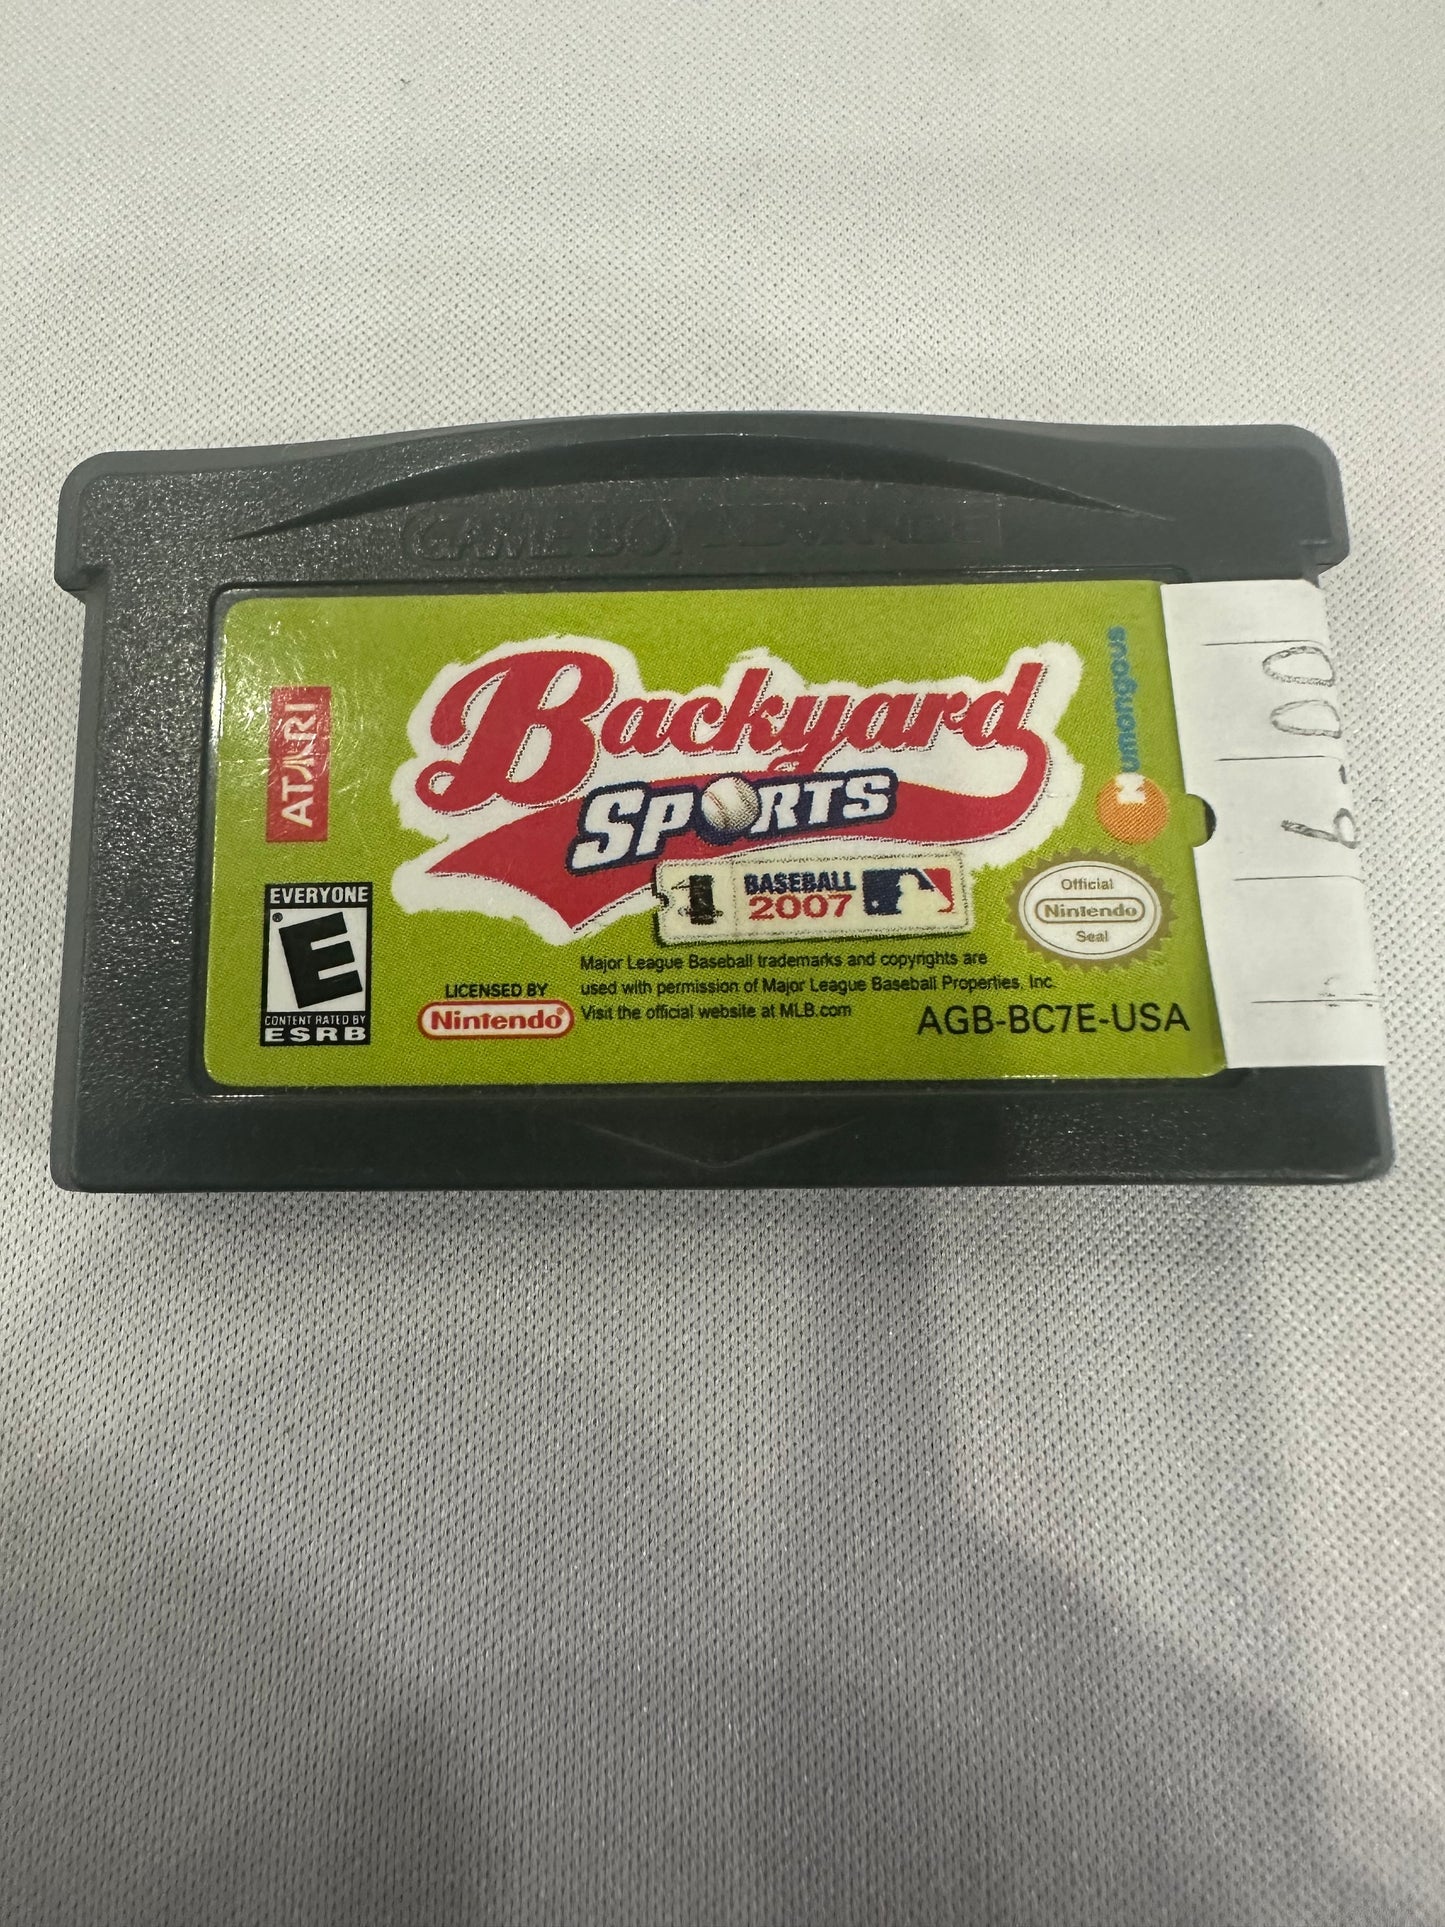 GAME BOY ADVANCE
ATARI
Backyard
SPORTS
BASEBALL
2007
Humongous
Official
Nintendo
Seal
EVERYONE
E
CONTENT RATED BY
ESRB
LICENSED BY
Nintendo
Major League Baseball trademarks and copyrights are
used with permission of Major League Baseball Properties, Inc.
Visit the official website at MLB.com
AGB-BC7E-USA